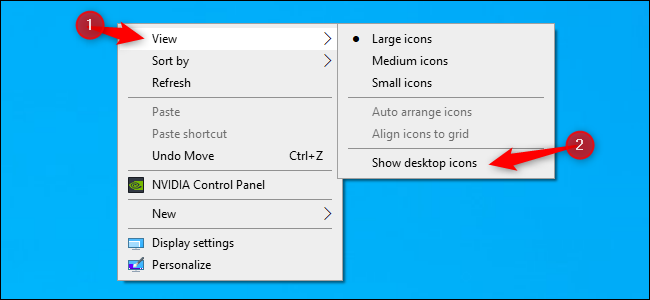 1
View
Sort by
Refresh
Paste
Paste shortcut
Undo Move Ctrl+Z
NVIDIA Control Panel
New
Display settings
Personalize
Large icons
Medium icons
Small icons
Auto arrange icons
Align icons to grid
Show desktop icons
2